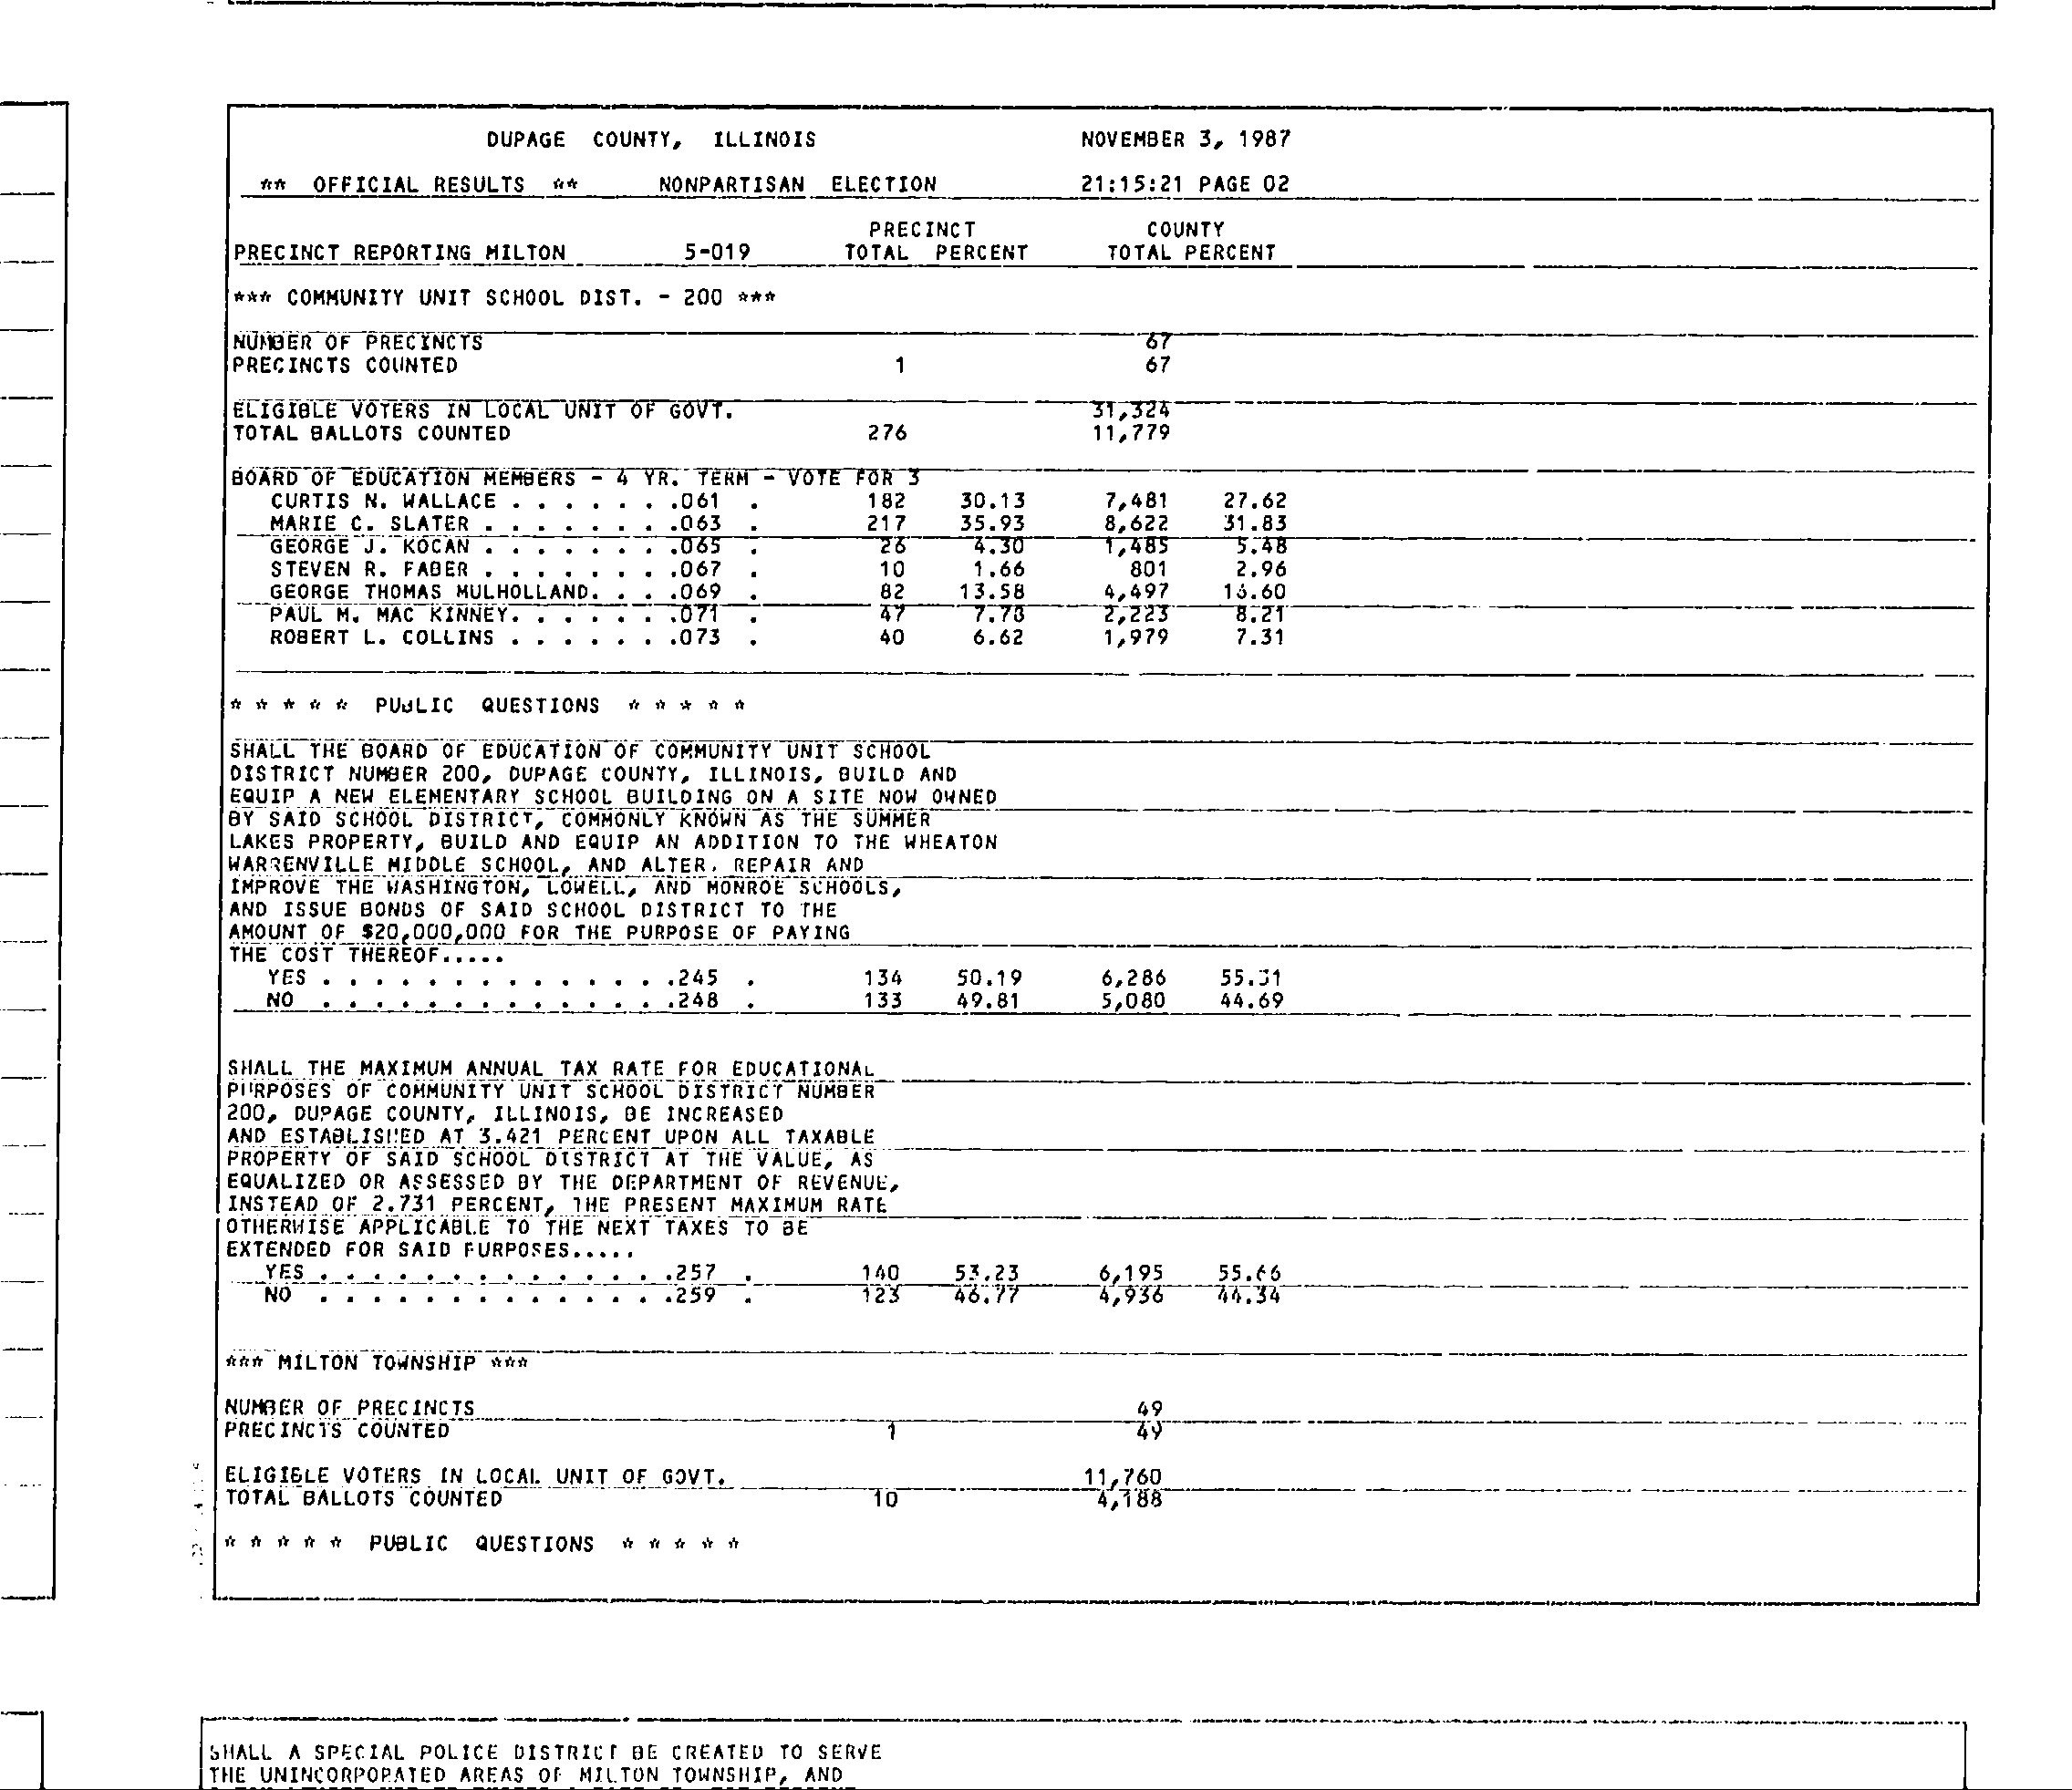 DUPAGE COUNTY, ILLINOIS NOVEMBER 3, 1987
** OFFICIAL RESULTS ** NONPARTISAN ELECTION 21:15:21 PAGE 02
PRECINCT COUNTY
PRECINCT REPORTING MILTON 5-019 TOTAL PERCENT TOTAL PERCENT
*** COMMUNITY UNIT SCHOOL DIST. - 200 ***
NUMBER OF PRECINCTS 67
PRECINCTS COUNTED 1 67
ELIGIBLE VOTERS IN LOCAL UNIT OF GOVT. 31,324
TOTAL BALLOTS COUNTED 276 11,779
BOARD OF EDUCATION MEMBERS - 4 YR. TERM - VOTE FOR 3
CURTIS N. WALLACE . . . . . . .061 . 182 30.13 7,481 27.62
MARIE C. SLATER . . . . . . . .063 . 217 35.93 8,622 31.83
GEORGE J. KOCAN . . . . . . . .065 . 26 4.30 1,485 5.48
STEVEN R. FABER . . . . . . . .067 . 10 1.66 801 2.96
GEORGE THOMAS MULHOLLAND. . . .069 . 82 13.58 4,497 16.60
PAUL M. MAC KINNEY. . . . . . .071 . 47 7.78 2,223 8.21
ROBERT L. COLLINS . . . . . . .073 . 40 6.62 1,979 7.31
* * * * * PUBLIC QUESTIONS * * * * *
SHALL THE BOARD OF EDUCATION OF COMMUNITY UNIT SCHOOL
DISTRICT NUMBER 200, DUPAGE COUNTY, ILLINOIS, BUILD AND
EQUIP A NEW ELEMENTARY SCHOOL BUILDING ON A SITE NOW OWNED
BY SAID SCHOOL DISTRICT, COMMONLY KNOWN AS THE SUMMER
LAKES PROPERTY, BUILD AND EQUIP AN ADDITION TO THE WHEATON
WARRENVILLE MIDDLE SCHOOL, AND ALTER, REPAIR AND
IMPROVE THE WASHINGTON, LOWELL, AND MONROE SCHOOLS,
AND ISSUE BONDS OF SAID SCHOOL DISTRICT TO THE
AMOUNT OF $20,000,000 FOR THE PURPOSE OF PAYING
THE COST THEREOF.....
YES . . . . . . . . . . . . . .245 . 134 50.19 6,286 55.31
NO . . . . . . . . . . . . . .248 . 133 49.81 5,080 44.69
SHALL THE MAXIMUM ANNUAL TAX RATE FOR EDUCATIONAL
PURPOSES OF COMMUNITY UNIT SCHOOL DISTRICT NUMBER
200, DUPAGE COUNTY, ILLINOIS, BE INCREASED
AND ESTABLISHED AT 3.421 PERCENT UPON ALL TAXABLE
PROPERTY OF SAID SCHOOL DISTRICT AT THE VALUE, AS
EQUALIZED OR ASSESSED BY THE DEPARTMENT OF REVENUE,
INSTEAD OF 2.731 PERCENT, THE PRESENT MAXIMUM RATE
OTHERWISE APPLICABLE TO THE NEXT TAXES TO BE
EXTENDED FOR SAID PURPOSES.....
YES . . . . . . . . . . . . . .257 . 140 53.23 6,195 55.66
NO . . . . . . . . . . . . . .259 . 123 46.77 4,936 44.34
*** MILTON TOWNSHIP ***
NUMBER OF PRECINCTS 49
PRECINCTS COUNTED 1 49
ELIGIBLE VOTERS IN LOCAL UNIT OF GOVT. 11,760
TOTAL BALLOTS COUNTED 10 4,188
* * * * * PUBLIC QUESTIONS * * * * *
SHALL A SPECIAL POLICE DISTRICT BE CREATED TO SERVE
THE UNINCORPORATED AREAS OF MILTON TOWNSHIP, AND